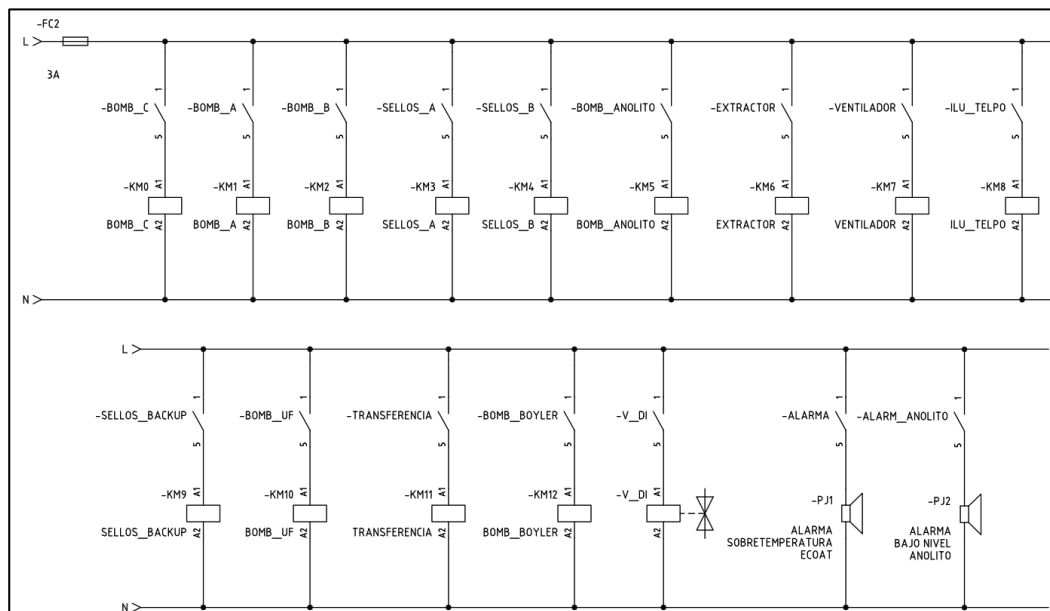 -FC2
L
3A
1 1 1 1 1 1 1 1 1
-BOMB_C -BOMB_A -BOMB_B -SELLOS_A -SELLOS_B -BOMB_ANOLITO -EXTRACTOR -VENTILADOR -ILU_TELPO
5 5 5 5 5 5 5 5 5
-KM0 A1 -KM1 A1 -KM2 A1 -KM3 A1 -KM4 A1 -KM5 A1 -KM6 A1 -KM7 A1 -KM8 A1
BOMB_C A2 BOMB_A A2 BOMB_B A2 SELLOS_A A2 SELLOS_B A2 BOMB_ANOLITO A2 EXTRACTOR A2 VENTILADOR A2 ILU_TELPO A2
N
L
1 1 1 1 1 1 1
-SELLOS_BACKUP -BOMB_UF -TRANSFERENCIA -BOMB_BOYLER -V_DI -ALARMA -ALARM_ANOLITO
5 5 5 5 5 5 5
-KM9 A1 -KM10 A1 -KM11 A1 -KM12 A1 -V_DI A1 -PJ1 -PJ2
SELLOS_BACKUP A2 BOMB_UF A2 TRANSFERENCIA A2 BOMB_BOYLER A2 A2
ALARMA
SOBRETEMPERATURA
ECOAT
ALARMA
BAJO NIVEL
ANOLITO
N